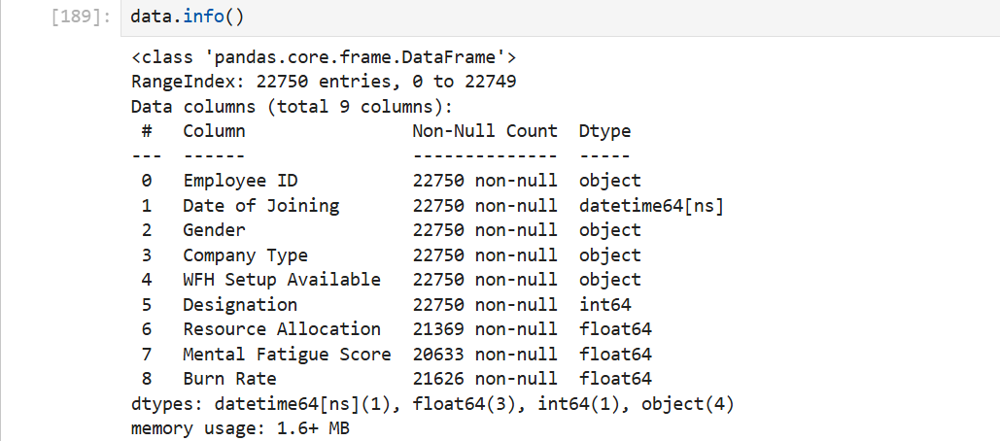 [189]: data.info()
<class 'pandas.core.frame.DataFrame'>
RangeIndex: 22750 entries, 0 to 22749
Data columns (total 9 columns):
 #   Column                Non-Null Count  Dtype
---  ------                --------------  -----
 0   Employee ID           22750 non-null  object
 1   Date of Joining       22750 non-null  datetime64[ns]
 2   Gender                22750 non-null  object
 3   Company Type          22750 non-null  object
 4   WFH Setup Available   22750 non-null  object
 5   Designation           22750 non-null  int64
 6   Resource Allocation   21369 non-null  float64
 7   Mental Fatigue Score  20633 non-null  float64
 8   Burn Rate             21626 non-null  float64
dtypes: datetime64[ns](1), float64(3), int64(1), object(4)
memory usage: 1.6+ MB